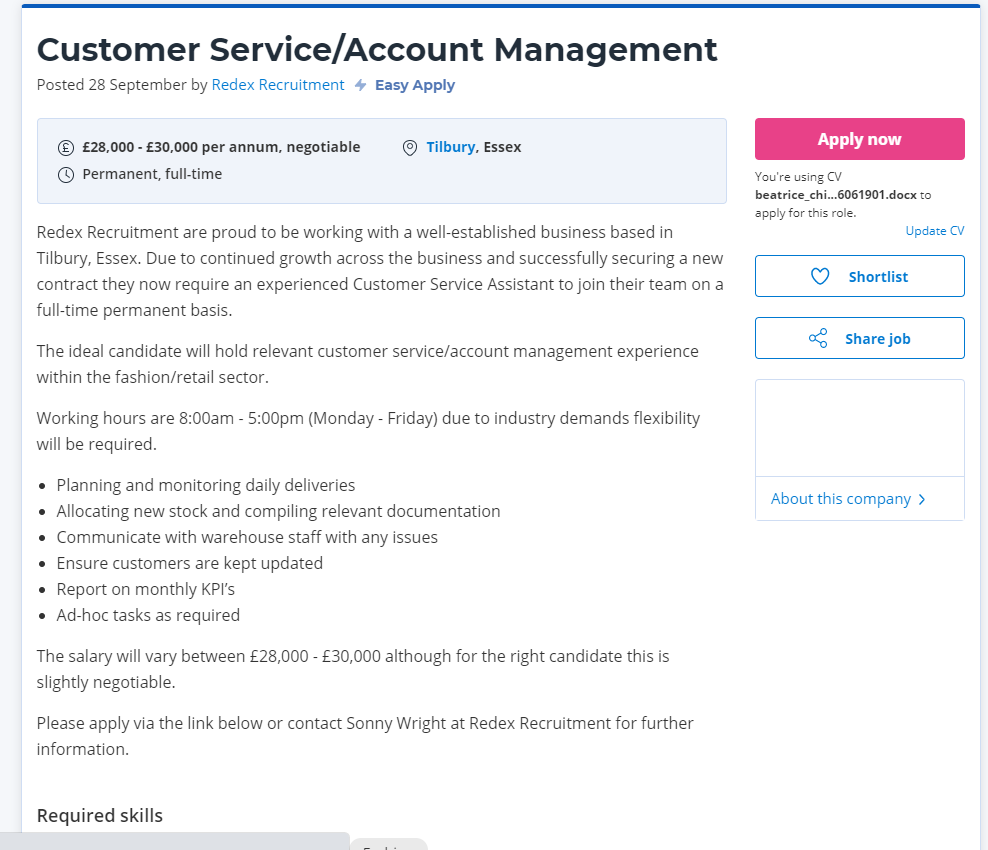 Customer Service/Account Management
Posted 28 September by Redex Recruitment Easy Apply
£28,000 - £30,000 per annum, negotiable
Tilbury, Essex
Permanent, full-time
Redex Recruitment are proud to be working with a well-established business based in
Tilbury, Essex. Due to continued growth across the business and successfully securing a new
contract they now require an experienced Customer Service Assistant to join their team on a
full-time permanent basis.
The ideal candidate will hold relevant customer service/account management experience
within the fashion/retail sector.
Working hours are 8:00am - 5:00pm (Monday - Friday) due to industry demands flexibility
will be required.
Planning and monitoring daily deliveries
Allocating new stock and compiling relevant documentation
Communicate with warehouse staff with any issues
Ensure customers are kept updated
Report on monthly KPI’s
Ad-hoc tasks as required
The salary will vary between £28,000 - £30,000 although for the right candidate this is
slightly negotiable.
Please apply via the link below or contact Sonny Wright at Redex Recruitment for further
information.
Required skills
Apply now
You're using CV
beatrice_chi...6061901.docx to
apply for this role.
Update CV
Shortlist
Share job
About this company